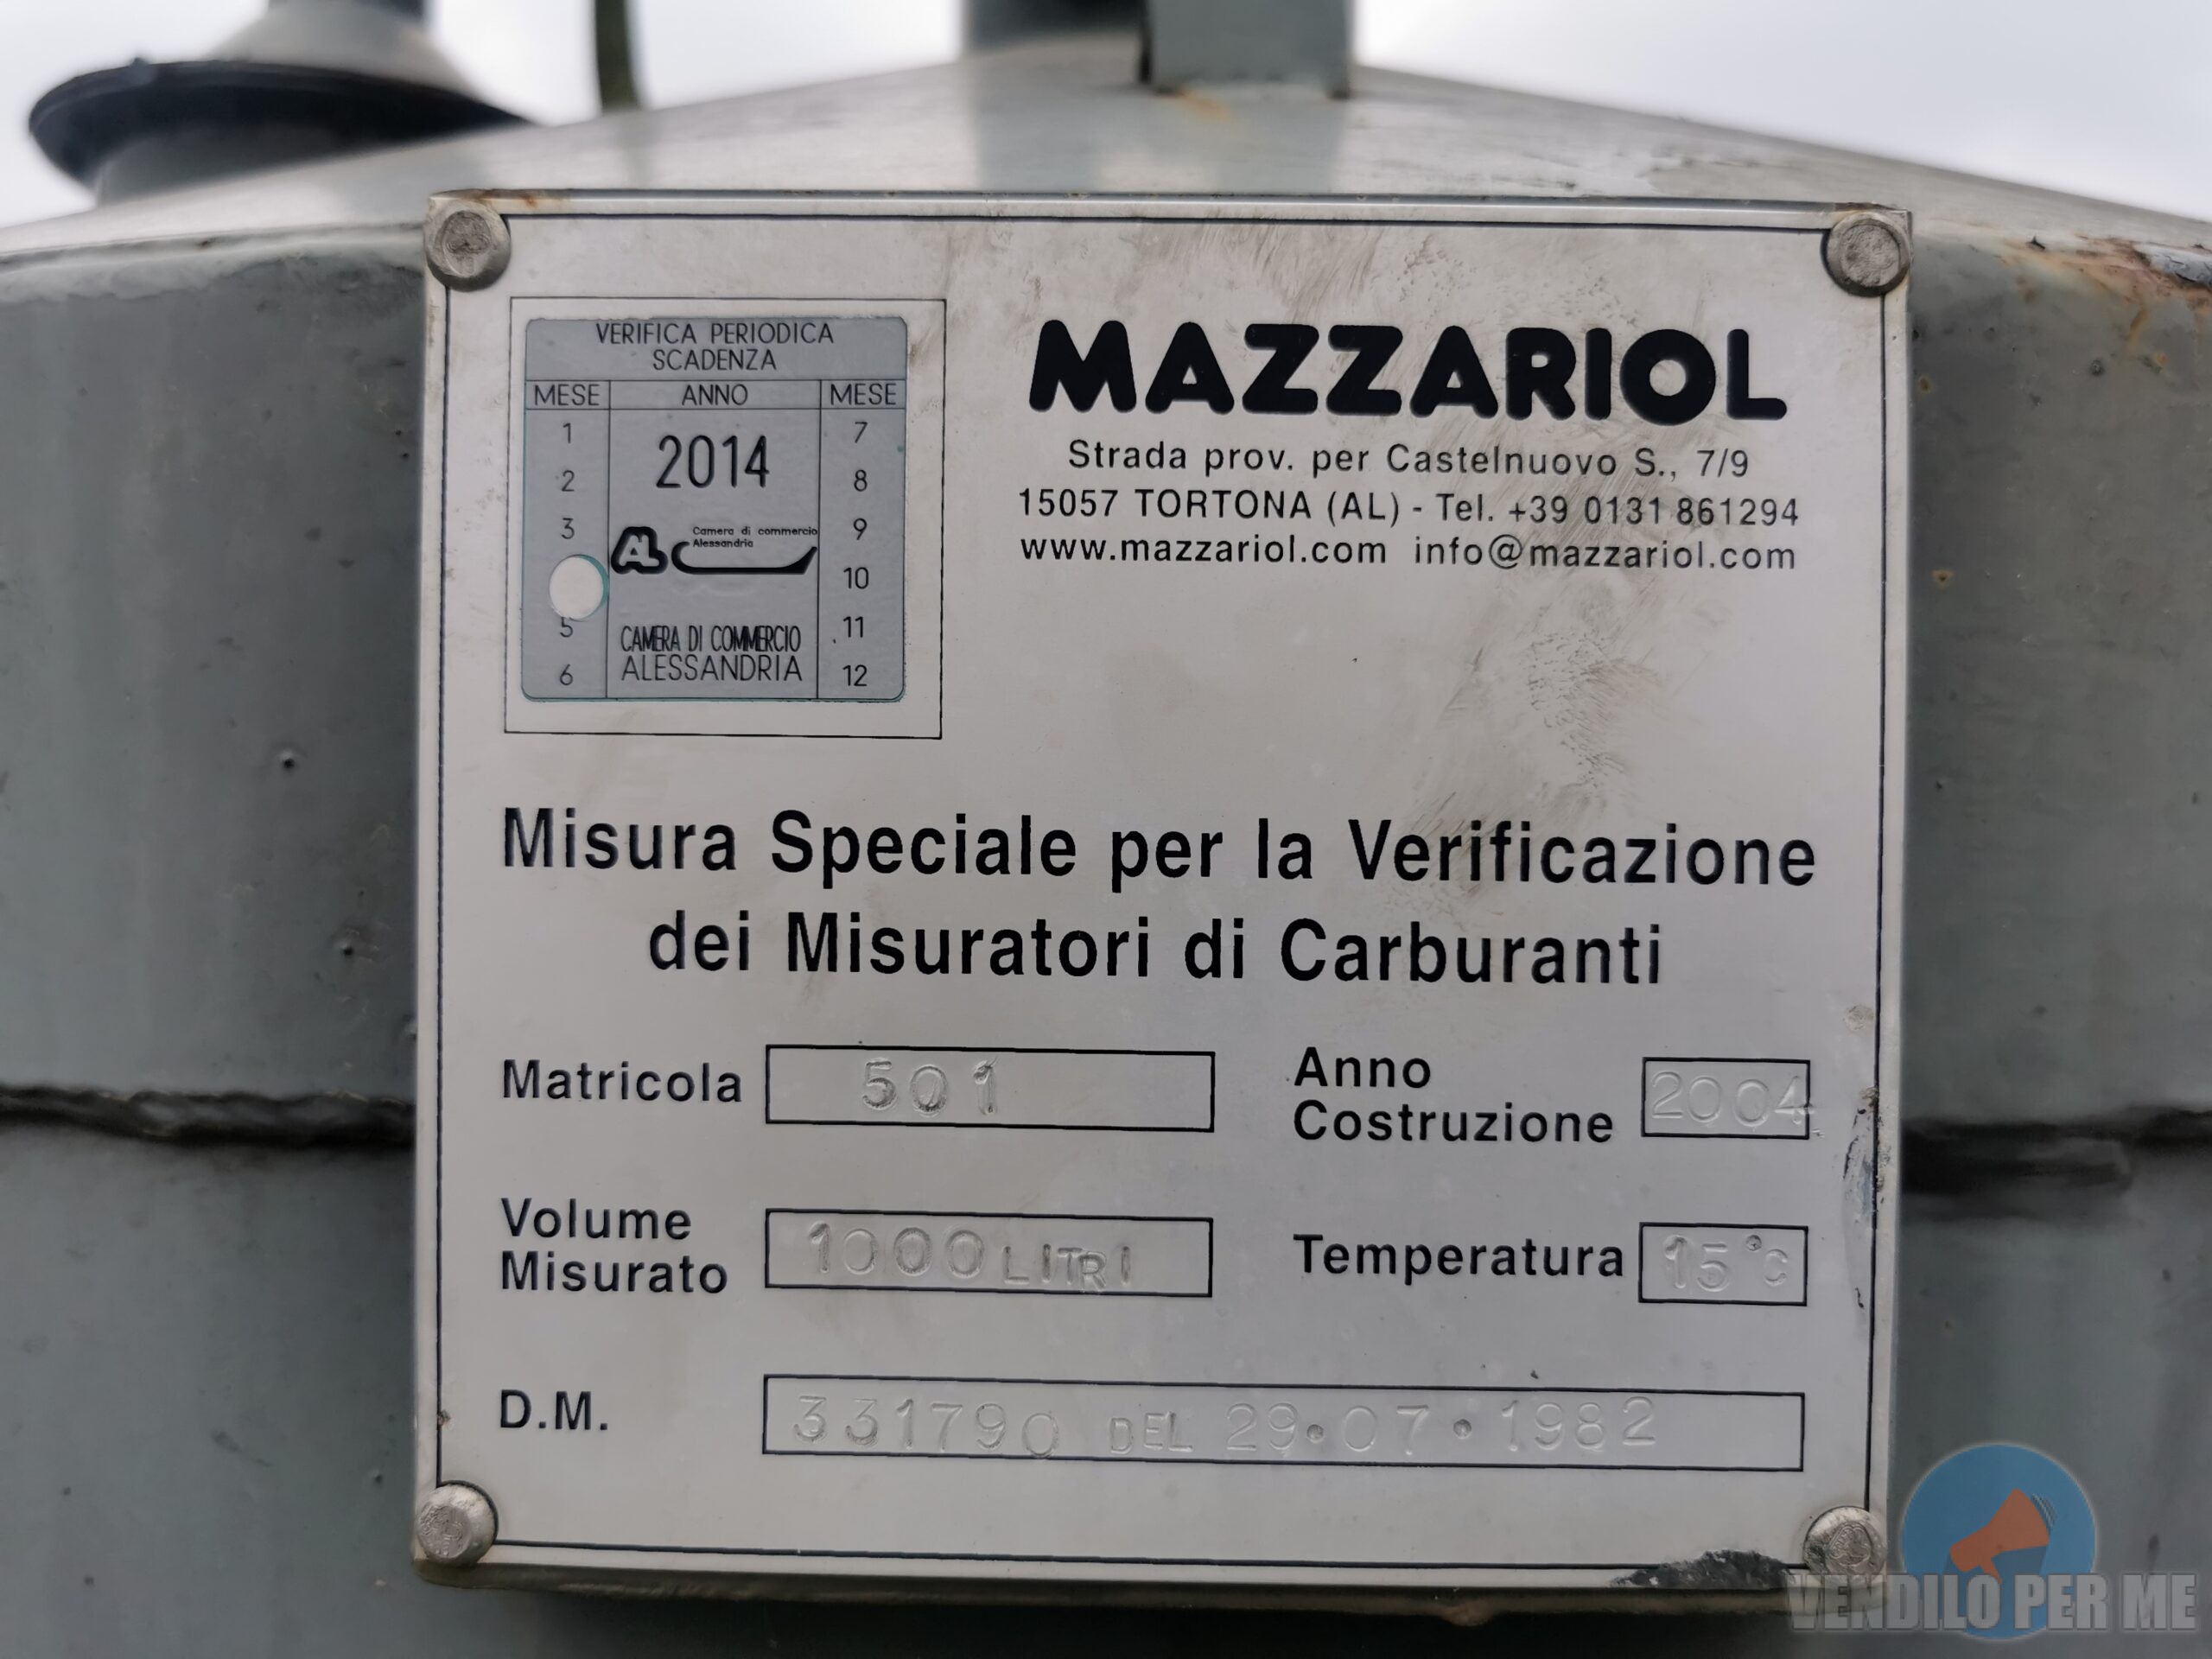 VERIFICA PERIODICA
SCADENZA
MESE ANNO MESE
1 2014 7
2 8
3 9
AL Camera di commercio
Alessandria
10
5 CAMERA DI COMMERCIO 11
6 ALESSANDRIA 12
MAZZARIOL
Strada prov. per Castelnuovo S., 7/9
15057 TORTONA (AL) - Tel. +39 0131 861294
www.mazzariol.com info@mazzariol.com
Misura Speciale per la Verificazione
dei Misuratori di Carburanti
Matricola 501
Anno
Costruzione 2004
Volume
Misurato 1000 LITRI
Temperatura 15°C
D.M. 331790 DEL 29•07•1982
VENDILO PER ME